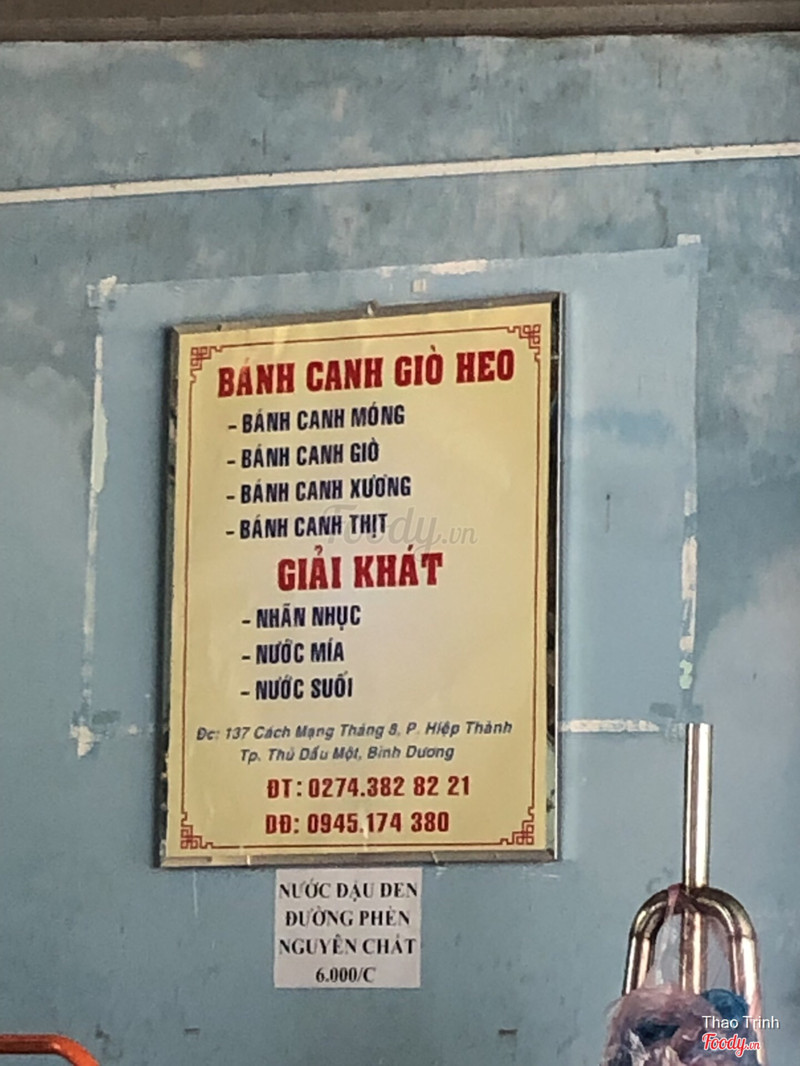 BÁNH CANH GIÒ HEO
- BÁNH CANH MÓNG
- BÁNH CANH GIÒ
- BÁNH CANH XƯƠNG
- BÁNH CANH THỊT
Foody.vn
GIẢI KHÁT
- NHÃN NHỤC
- NƯỚC MÍA
- NƯỚC SUỐI
Đc: 137 Cách Mạng Tháng 8, P. Hiệp Thành
Tp. Thủ Dầu Một, Bình Dương
ĐT: 0274.382 82 21
DĐ: 0945.174 380
NƯỚC ĐẬU ĐEN
ĐƯỜNG PHÈN
NGUYÊN CHẤT
6.000/C
Thao Trinh
Foody.vn